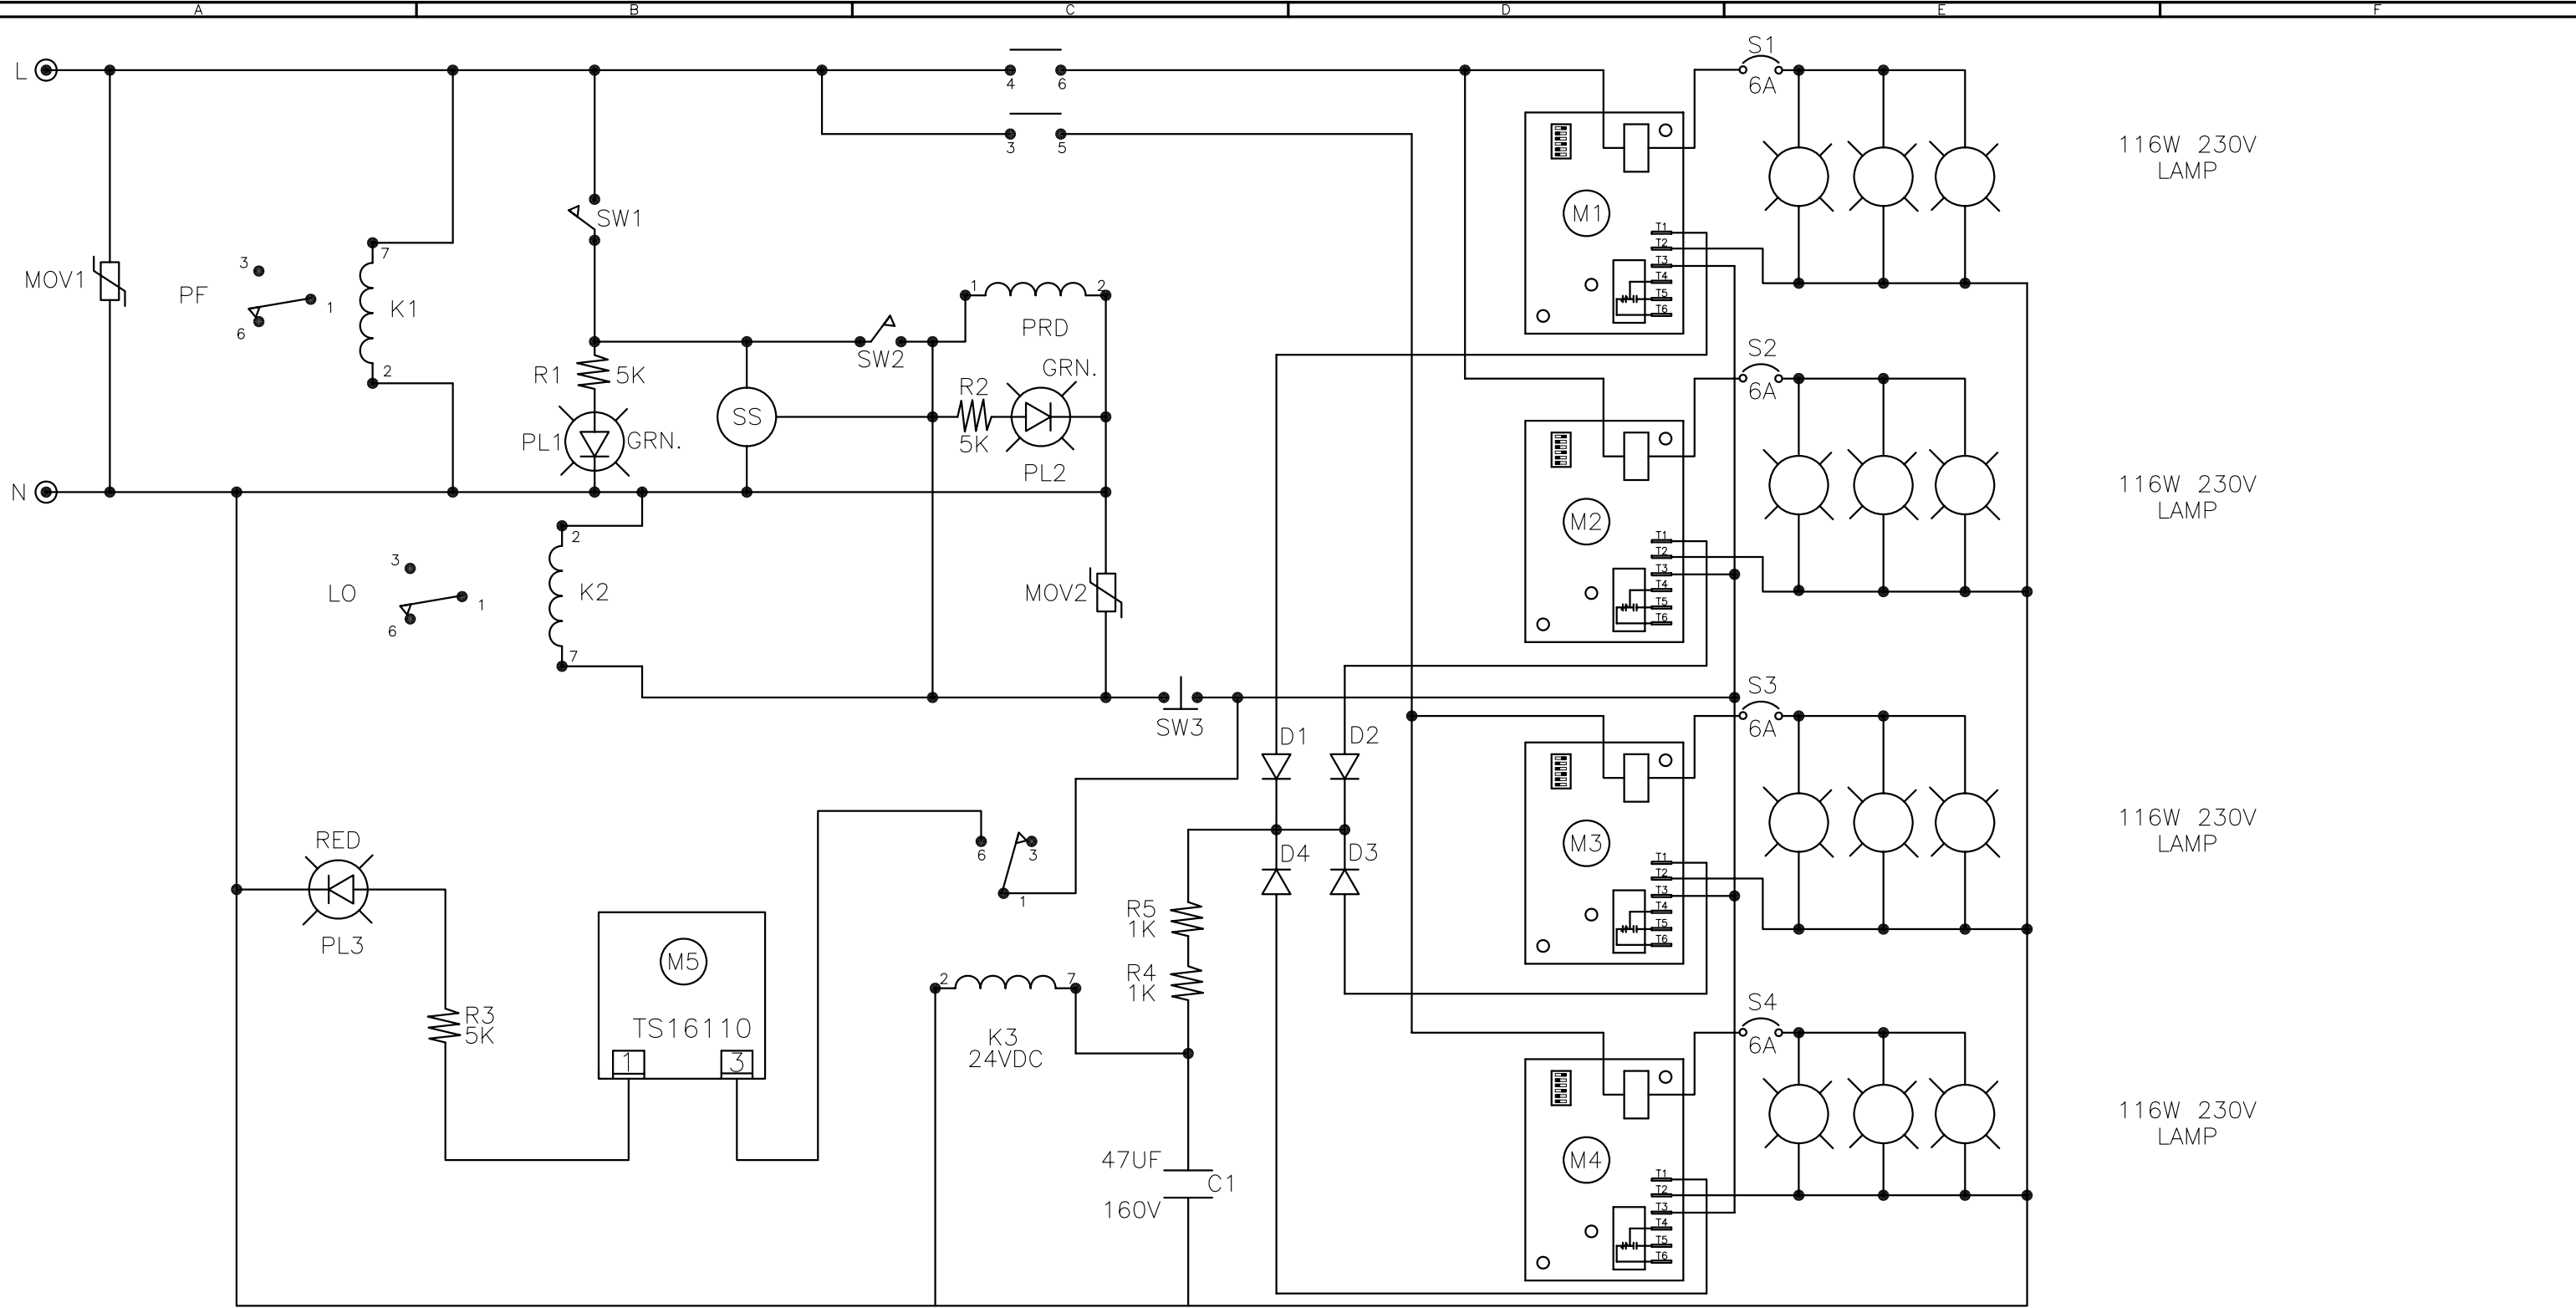 A B C D E F
L
4 6
S1
6A
3 5
116W 230V
LAMP
SW1
M1
T1
T2
T3
T4
T5
T6
7
3
MOV1
PF
1
K1
6
1 2
PRD
SW2
S2
6A
2
R1 5K
GRN.
R2
SS
5K
PL1 GRN.
PL2
116W 230V
LAMP
N
M2
T1
T2
T3
T4
T5
T6
2
3
LO
1
K2
MOV2
6
7
S3
6A
SW3
D1 D2
116W 230V
LAMP
RED
6 3
D4 D3
M3
T1
T2
T3
T4
T5
T6
1
R5
1K
PL3
M5
R4
1K
2 7
S4
6A
R3
5K
TS16110
K3
24VDC
1 3
116W 230V
LAMP
47UF
C1
160V
M4
T1
T2
T3
T4
T5
T6